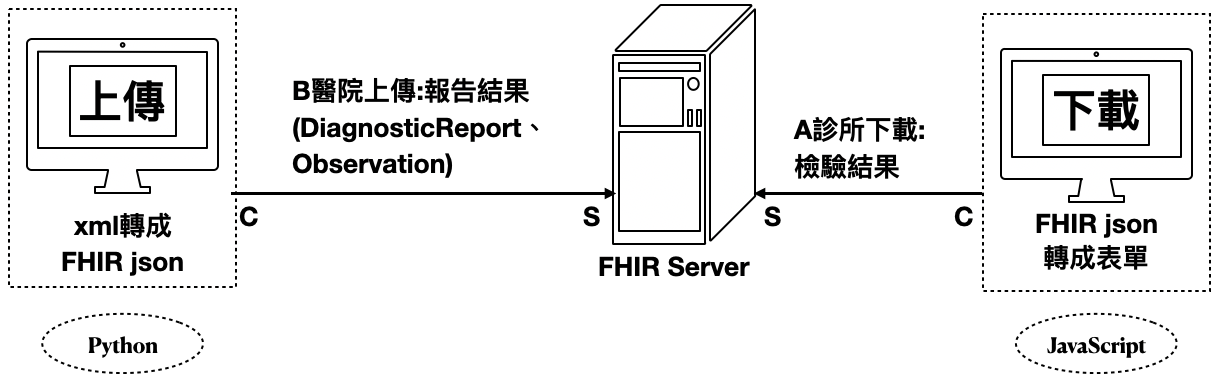 上傳
xml轉成
FHIR json
Python
B醫院上傳:報告結果
(DiagnosticReport、
Observation)
C
S
FHIR Server
A診所下載:
檢驗結果
S
C
下載
FHIR json
轉成表單
JavaScript